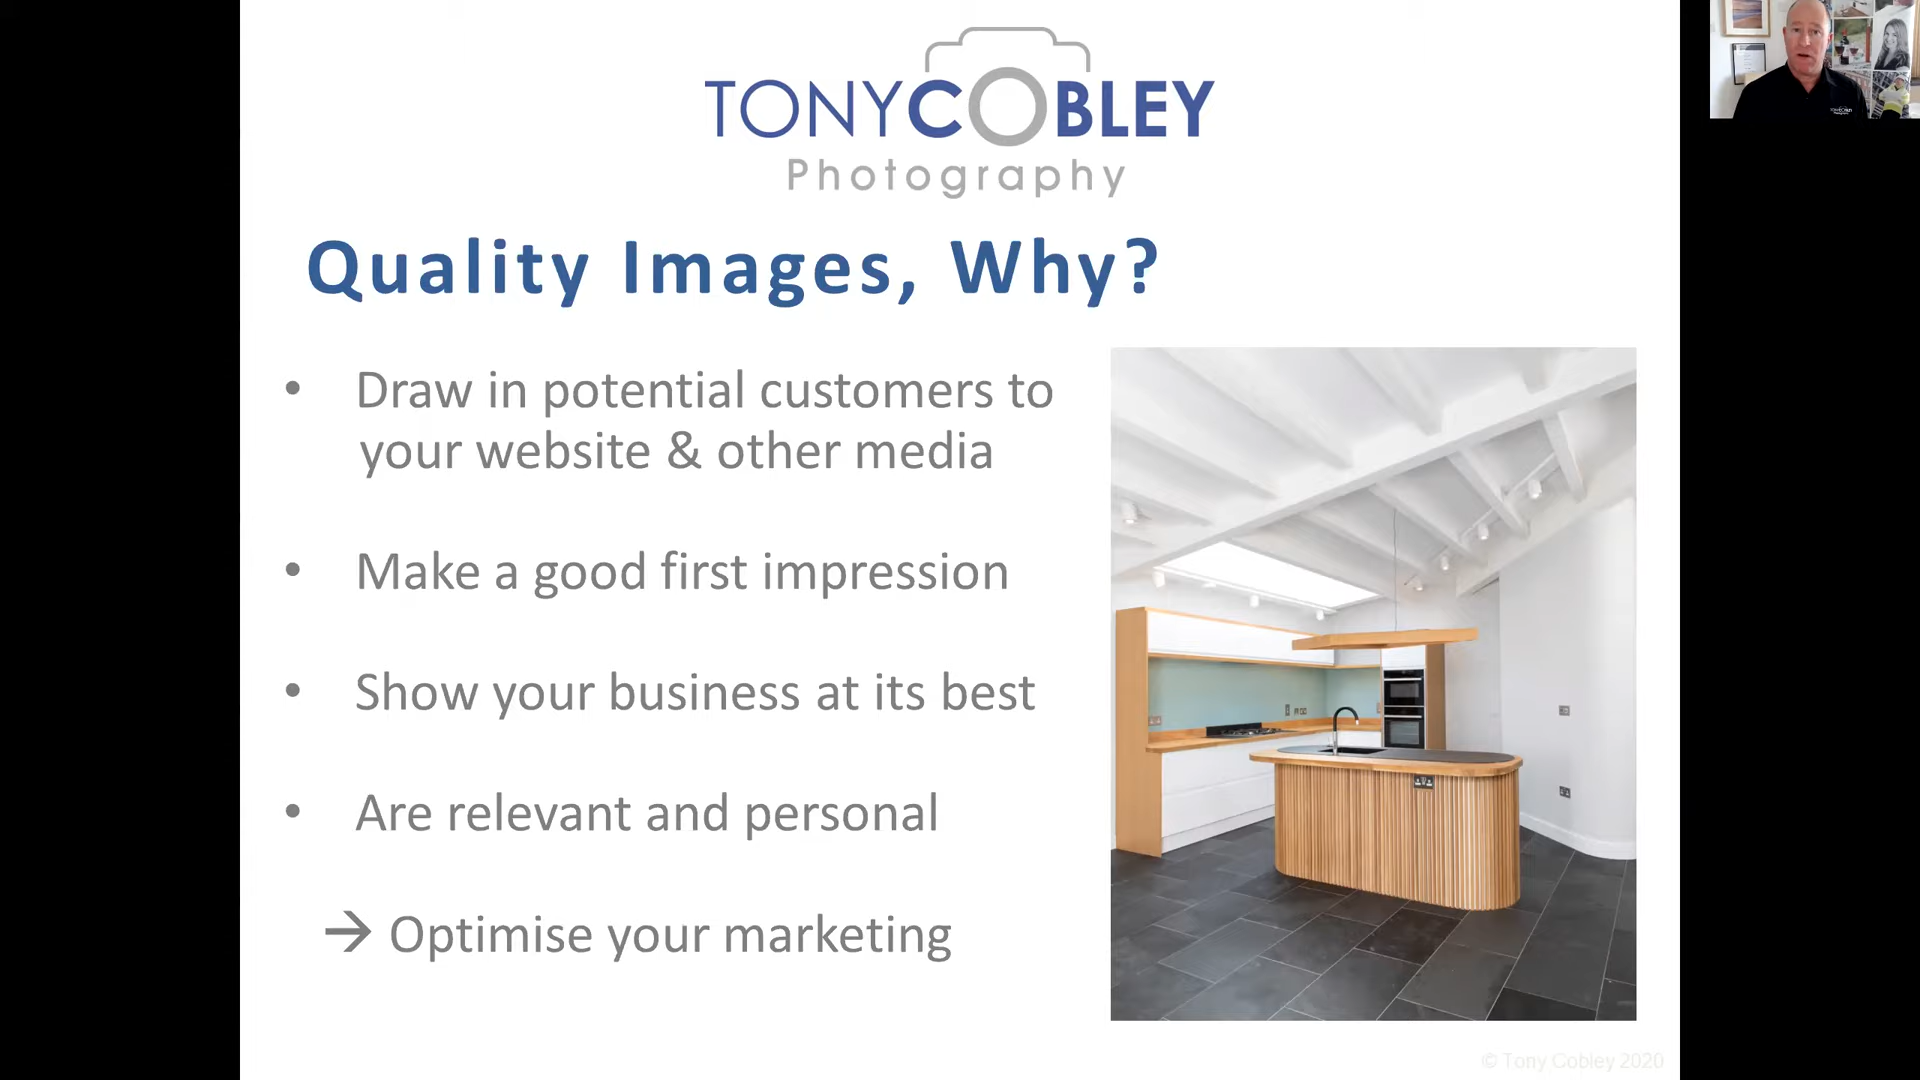 TONYCOBLEY
Photography
Quality Images, Why?
• Draw in potential customers to
your website & other media
• Make a good first impression
• Show your business at its best
• Are relevant and personal
→ Optimise your marketing
© Tony Cobley 2020